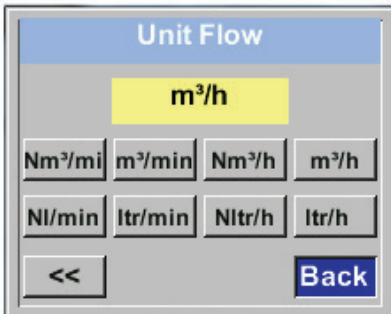 Unit Flow
m³/h
Nm³/mi m³/min Nm³/h m³/h
Nl/min ltr/min Nltr/h ltr/h
<< Back